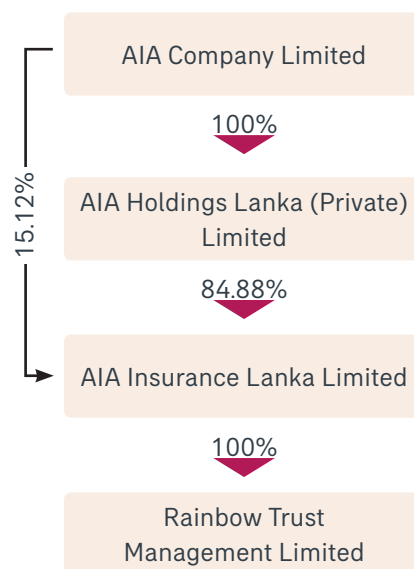 AIA Company Limited
100%
15.12%
AIA Holdings Lanka (Private)
Limited
84.88%
AIA Insurance Lanka Limited
100%
Rainbow Trust
Management Limited